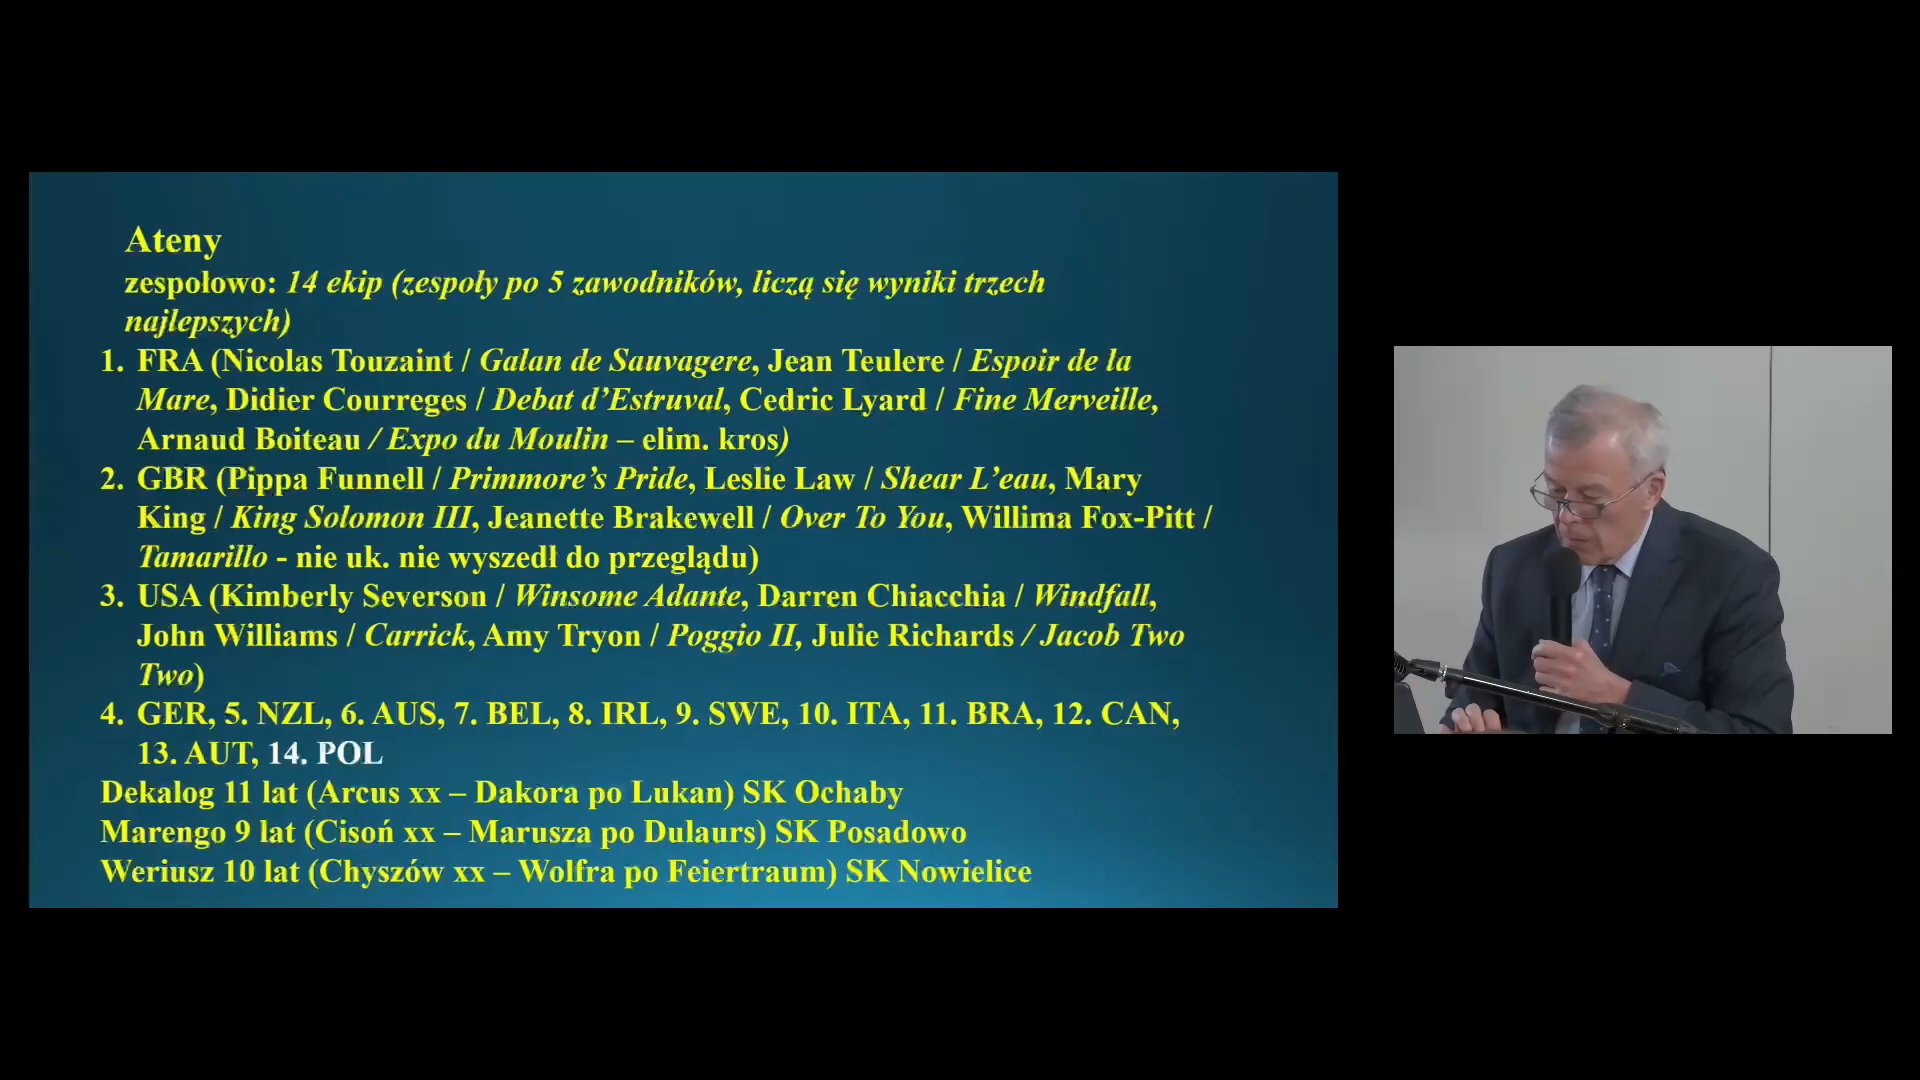 Ateny
zespołowo: 14 ekip (zespoły po 5 zawodników, liczą się wyniki trzech
najlepszych)
1. FRA (Nicolas Touzaint / Galan de Sauvagere, Jean Teulere / Espoir de la
Mare, Didier Courreges / Debat d’Estruval, Cedric Lyard / Fine Merveille,
Arnaud Boiteau / Expo du Moulin – elim. kros)
2. GBR (Pippa Funnell / Primmore’s Pride, Leslie Law / Shear L’eau, Mary
King / King Solomon III, Jeanette Brakewell / Over To You, Willima Fox-Pitt /
Tamarillo - nie uk. nie wyszedł do przeglądu)
3. USA (Kimberly Severson / Winsome Adante, Darren Chiacchia / Windfall,
John Williams / Carrick, Amy Tryon / Poggio II, Julie Richards / Jacob Two
Two)
4. GER, 5. NZL, 6. AUS, 7. BEL, 8. IRL, 9. SWE, 10. ITA, 11. BRA, 12. CAN,
13. AUT, 14. POL
Dekalog 11 lat (Arcus xx – Dakora po Lukan) SK Ochaby
Marengo 9 lat (Cisoń xx – Marusza po Dulaurs) SK Posadowo
Weriusz 10 lat (Chyszów xx – Wolfra po Feiertraum) SK Nowielice